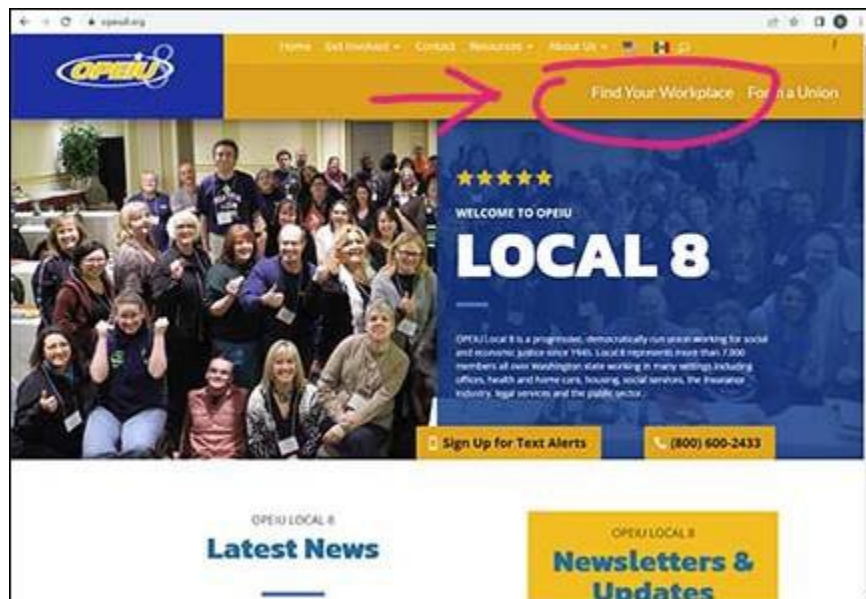 opeiu8.org
Home Get Involved Contact Resources About Us
OPEIU 8
Find Your Workplace Form a Union
WELCOME TO OPEIU
LOCAL 8
OPEIU Local 8 is a progressive, democratically run union working for social
and economic justice since 1945. Local 8 represents more than 7,000
members all over Washington state working in many settings including
offices, health and home care, housing, social services, the insurance
industry, legal services and the public sector.
Sign Up for Text Alerts
(800) 600-2433
OPEIU LOCAL 8
Latest News
OPEIU LOCAL 8
Newsletters &
Updates